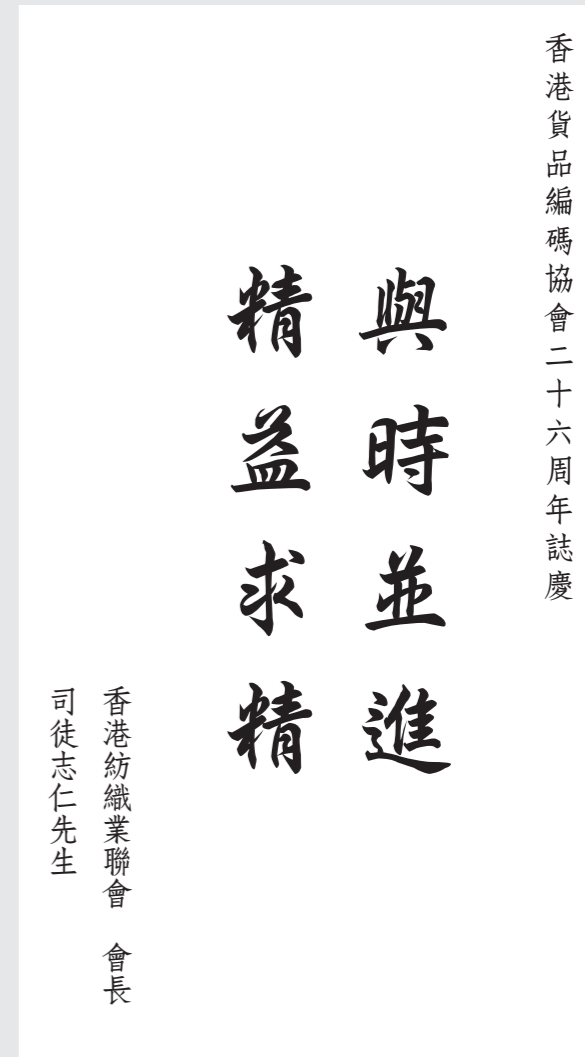 香港貨品編碼協會二十六周年誌慶
與時並進
精益求精
香港紡織業聯會　會長
司徒志仁先生